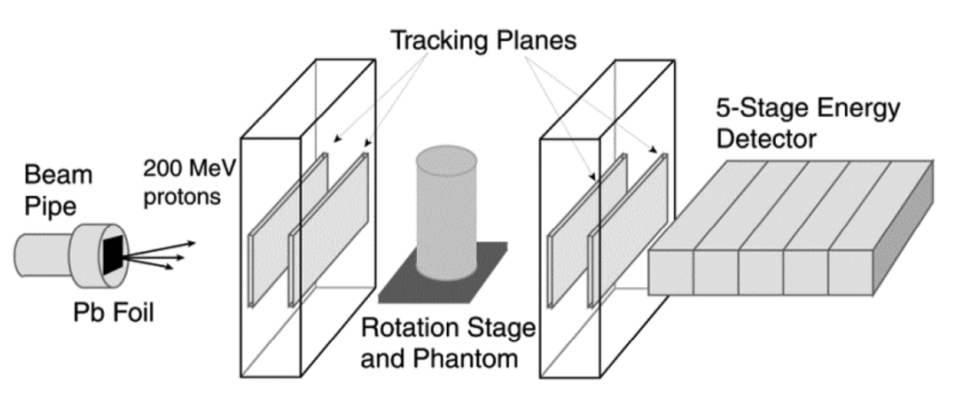 Tracking Planes
5-Stage Energy
Detector
200 MeV
protons
Beam
Pipe
Pb Foil
Rotation Stage
and Phantom